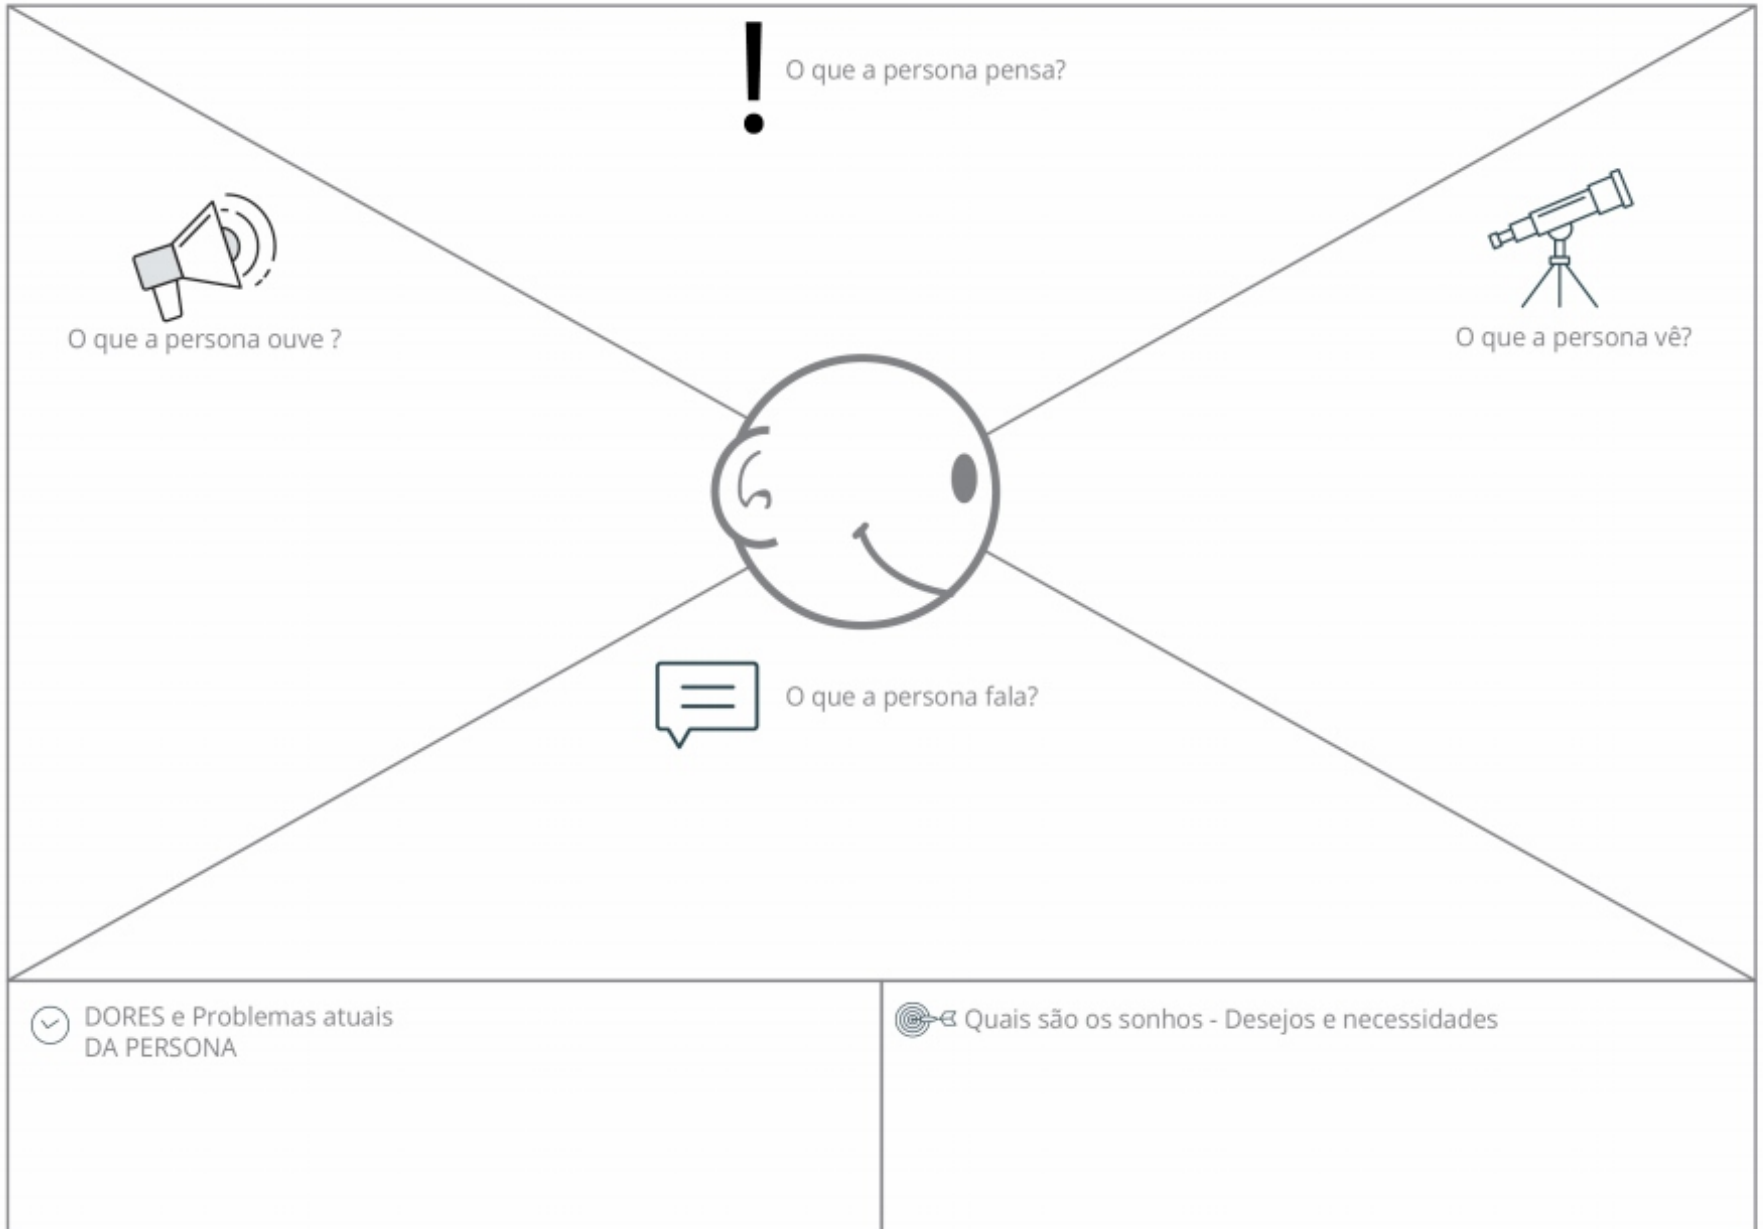 O que a persona pensa?
O que a persona ouve ?
O que a persona vê?
O que a persona fala?
DORES e Problemas atuais
DA PERSONA
Quais são os sonhos - Desejos e necessidades